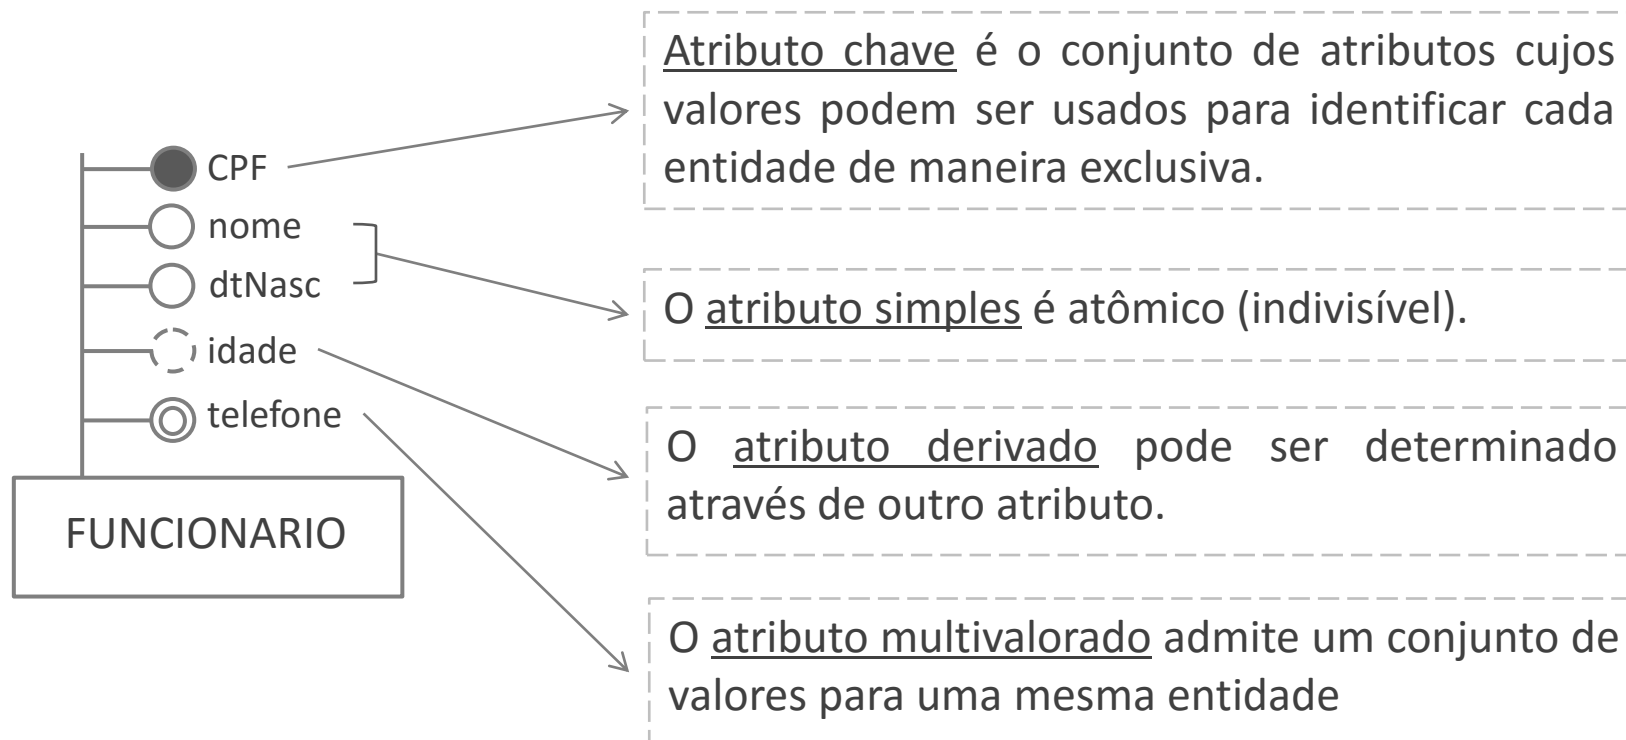 Atributo chave é o conjunto de atributos cujos
valores podem ser usados para identificar cada
entidade de maneira exclusiva.
CPF
nome
dtNasc
idade
telefone
FUNCIONARIO
O atributo simples é atômico (indivisível).
O atributo derivado pode ser determinado
através de outro atributo.
O atributo multivalorado admite um conjunto de
valores para uma mesma entidade